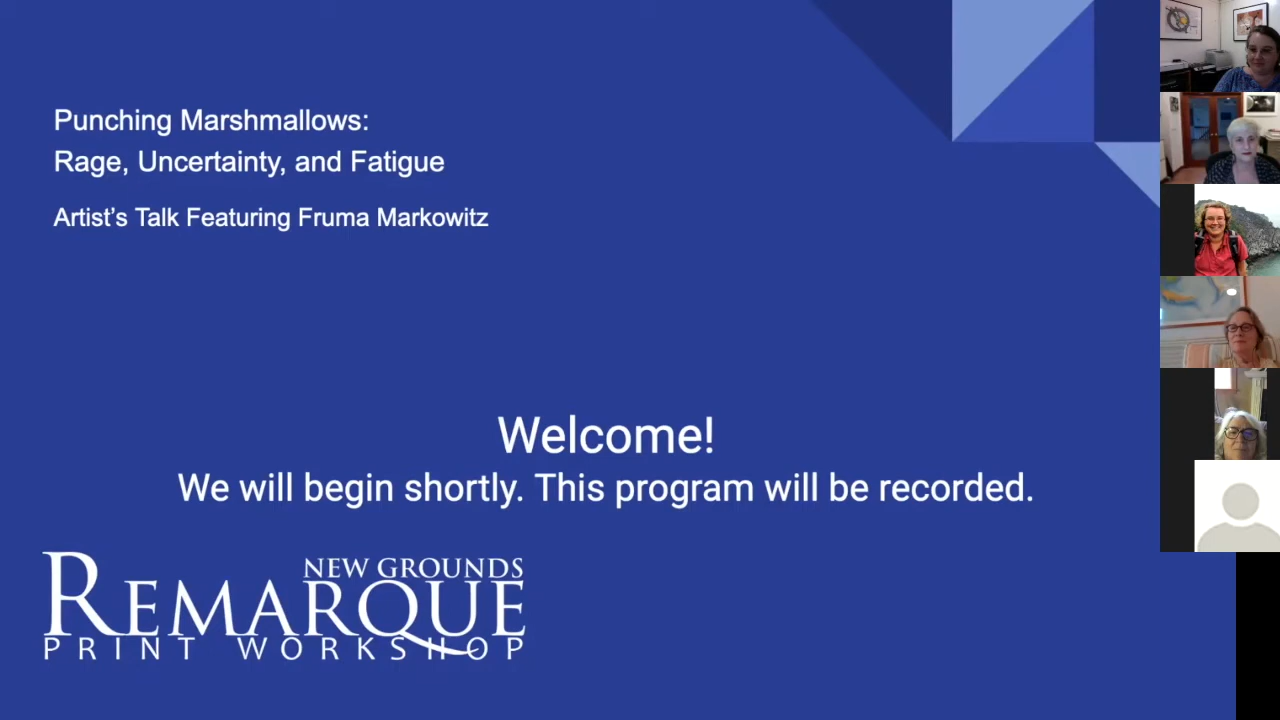 Punching Marshmallows:
Rage, Uncertainty, and Fatigue
Artist’s Talk Featuring Fruma Markowitz
Welcome!
We will begin shortly. This program will be recorded.
NEW GROUNDS
REMARQUE
PRINT WORKSHOP